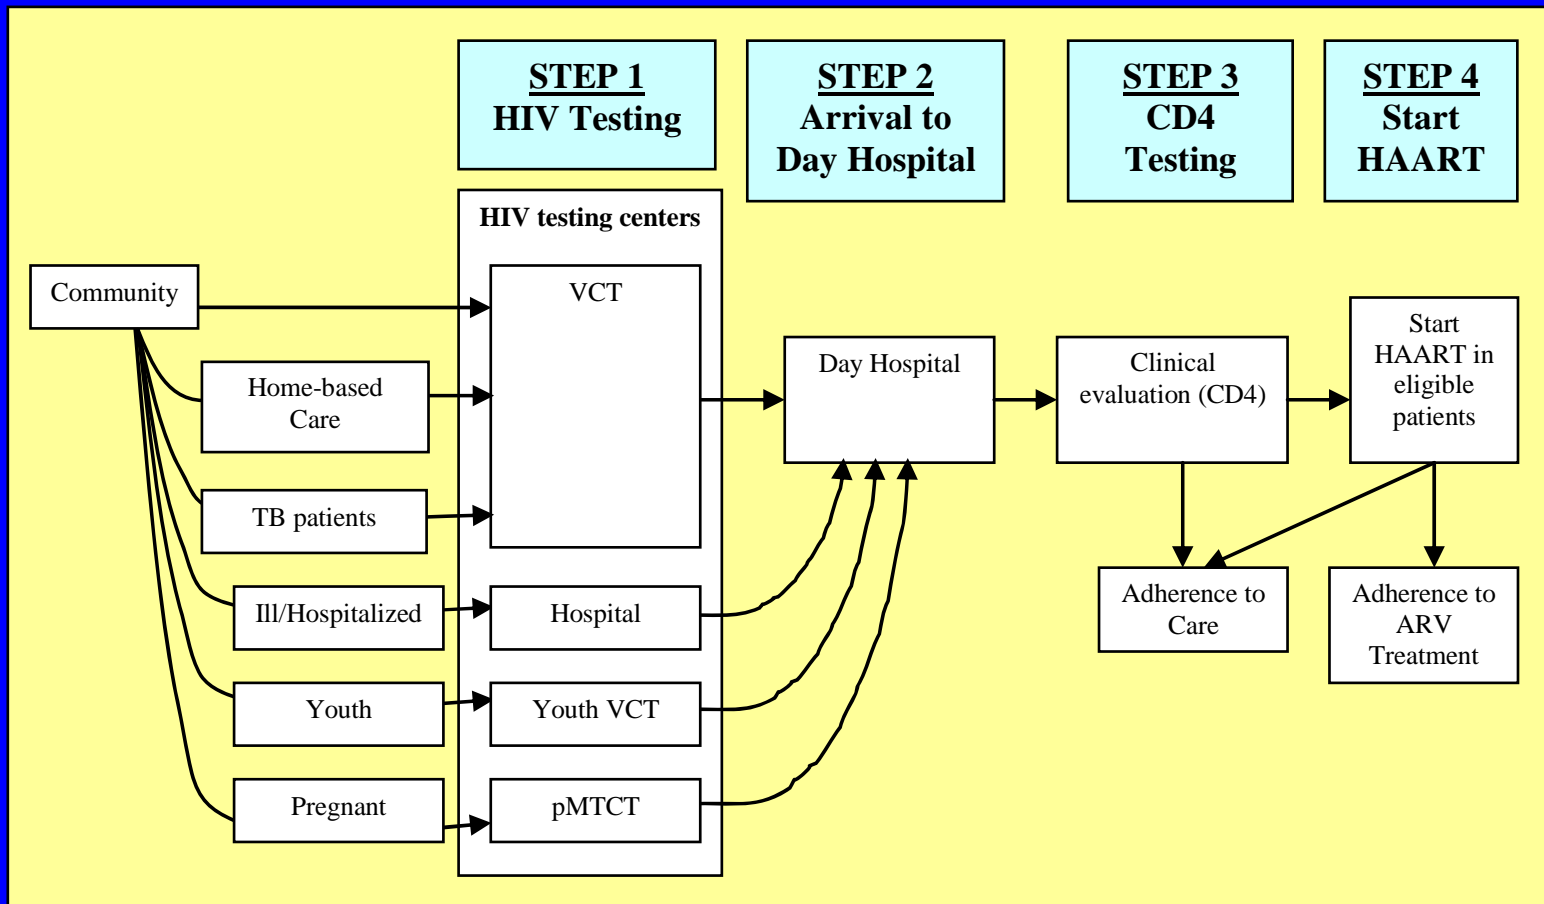 STEP 1
HIV Testing
STEP 2
Arrival to
Day Hospital
STEP 3
CD4
Testing
STEP 4
Start
HAART
HIV testing centers
Community
Home-based
Care
TB patients
Ill/Hospitalized
Youth
Pregnant
VCT
Hospital
Youth VCT
pMTCT
Day Hospital
Clinical
evaluation (CD4)
Start
HAART in
eligible
patients
Adherence to
Care
Adherence to
ARV
Treatment